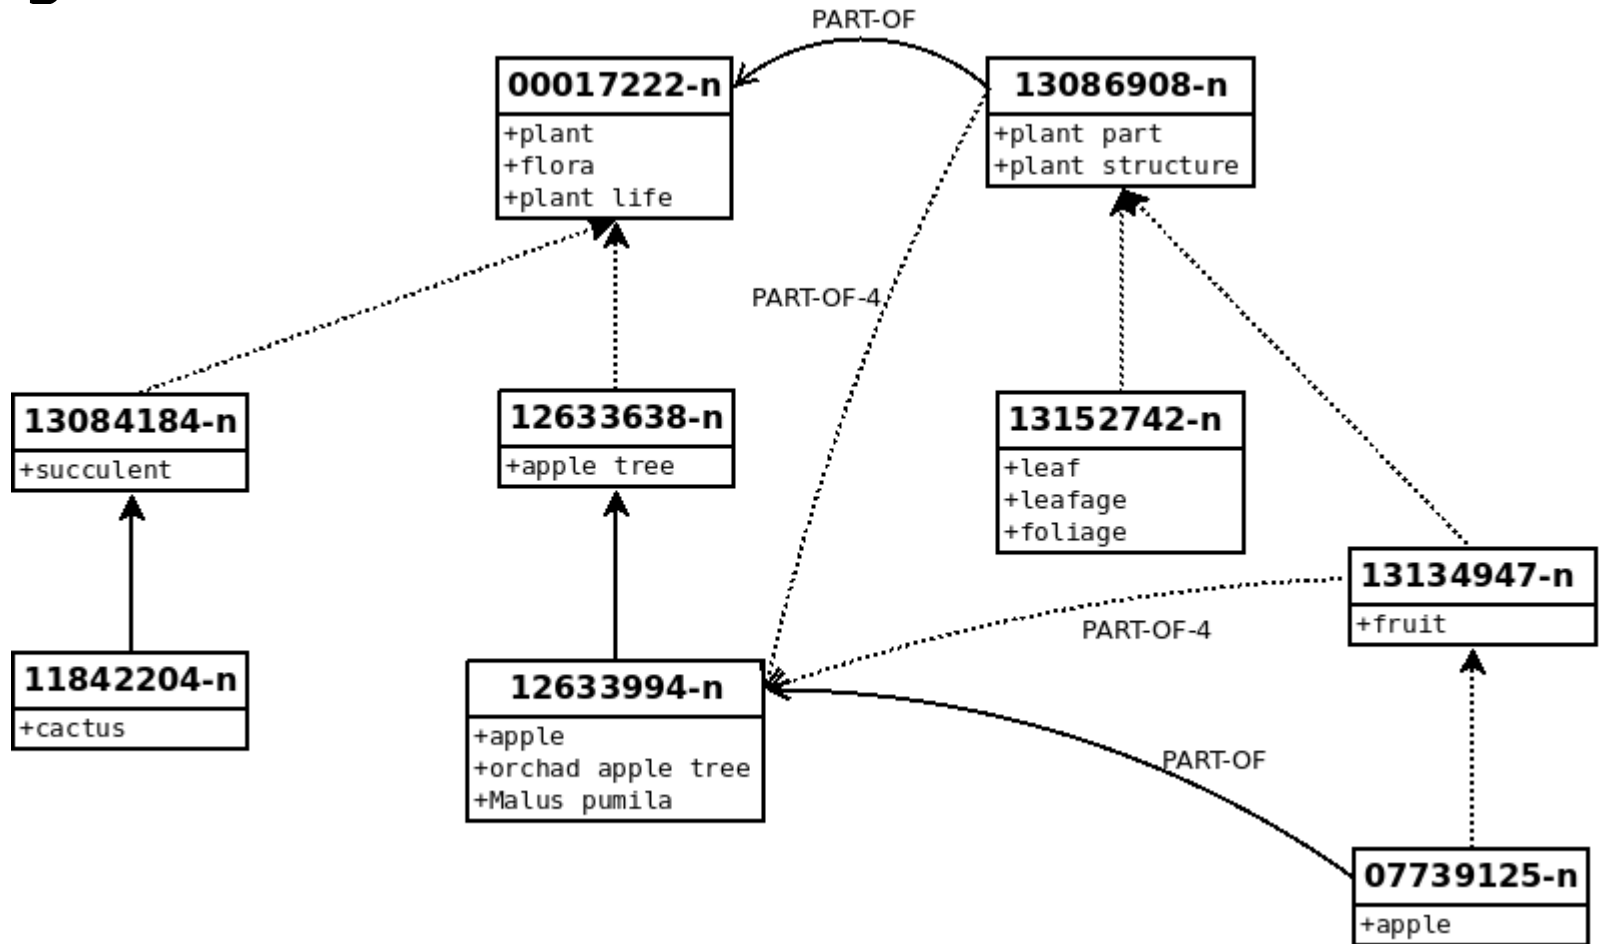 PART-OF
00017222-n
+plant
+flora
+plant life
13086908-n
+plant part
+plant structure
PART-OF-4
13084184-n
+succulent
12633638-n
+apple tree
13152742-n
+leaf
+leafage
+foliage
13134947-n
+fruit
PART-OF-4
11842204-n
+cactus
12633994-n
+apple
+orchad apple tree
+Malus pumila
PART-OF
07739125-n
+apple